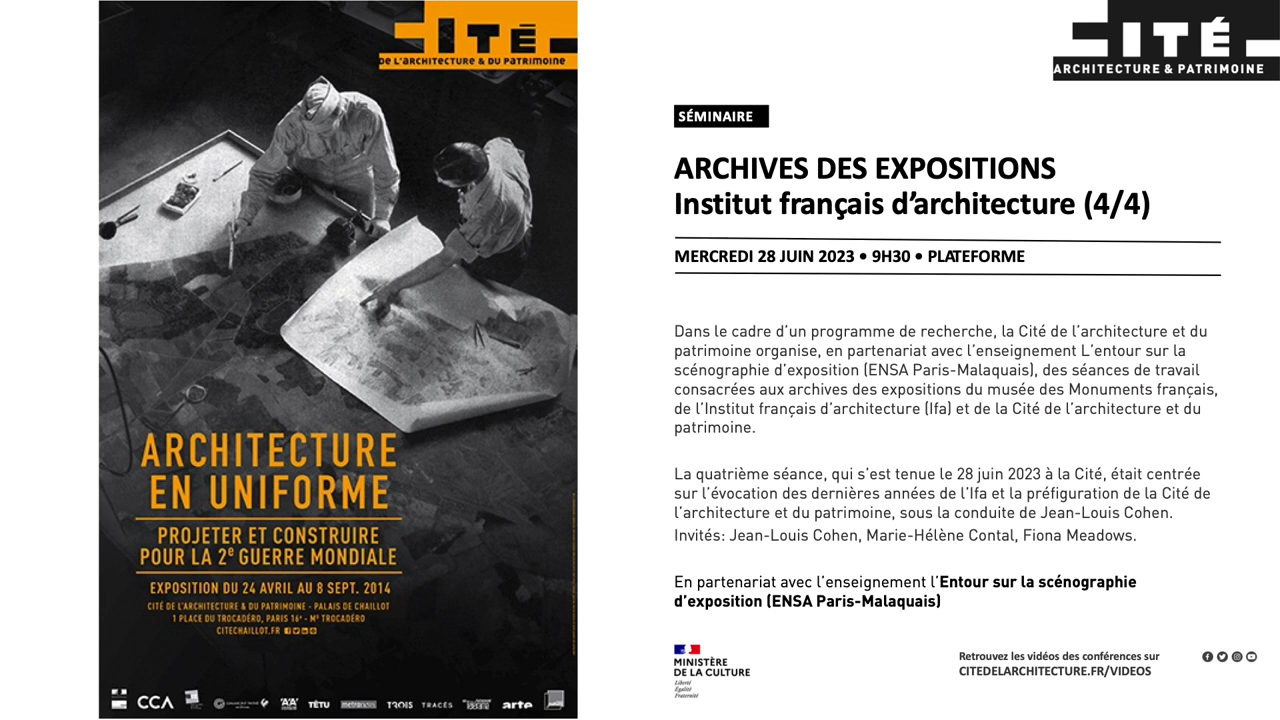 CITÉ
DE L'ARCHITECTURE & DU PATRIMOINE
ARCHITECTURE
EN UNIFORME
PROJETER ET CONSTRUIRE
POUR LA 2e GUERRE MONDIALE
EXPOSITION DU 24 AVRIL AU 8 SEPT. 2014
CITÉ DE L'ARCHITECTURE & DU PATRIMOINE - PALAIS DE CHAILLOT
1 PLACE DU TROCADÉRO, PARIS 16e - M° TROCADÉRO
CITECHAILLOT.FR
CCA TÊTU TROIS TRACÉS arte
CITÉ
ARCHITECTURE & PATRIMOINE
SÉMINAIRE
ARCHIVES DES EXPOSITIONS
Institut français d'architecture (4/4)
MERCREDI 28 JUIN 2023 • 9H30 • PLATEFORME
Dans le cadre d'un programme de recherche, la Cité de l'architecture et du
patrimoine organise, en partenariat avec l'enseignement L'entour sur la
scénographie d'exposition (ENSA Paris-Malaquais), des séances de travail
consacrées aux archives des expositions du musée des Monuments français,
de l'Institut français d'architecture (Ifa) et de la Cité de l'architecture et du
patrimoine.
La quatrième séance, qui s'est tenue le 28 juin 2023 à la Cité, était centrée
sur l'évocation des dernières années de l'Ifa et la préfiguration de la Cité de
l'architecture et du patrimoine, sous la conduite de Jean-Louis Cohen.
Invités: Jean-Louis Cohen, Marie-Hélène Contal, Fiona Meadows.
En partenariat avec l'enseignement l'Entour sur la scénographie
d'exposition (ENSA Paris-Malaquais)
MINISTÈRE
DE LA CULTURE
Liberté
Égalité
Fraternité
Retrouvez les vidéos des conférences sur
CITEDELARCHITECTURE.FR/VIDEOS